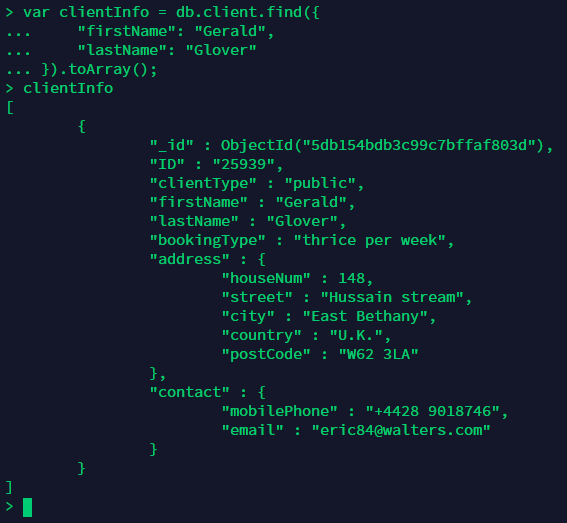 > var clientInfo = db.client.find({
...     "firstName": "Gerald",
...     "lastName": "Glover"
... }).toArray();
> clientInfo
[
        {
                "_id" : ObjectId("5db154bdb3c99c7bffaf803d"),
                "ID" : "25939",
                "clientType" : "public",
                "firstName" : "Gerald",
                "lastName" : "Glover",
                "bookingType" : "thrice per week",
                "address" : {
                        "houseNum" : 148,
                        "street" : "Hussain stream",
                        "city" : "East Bethany",
                        "country" : "U.K.",
                        "postCode" : "W62 3LA"
                },
                "contact" : {
                        "mobilePhone" : "+4428 9018746",
                        "email" : "eric84@walters.com"
                }
        }
]
>